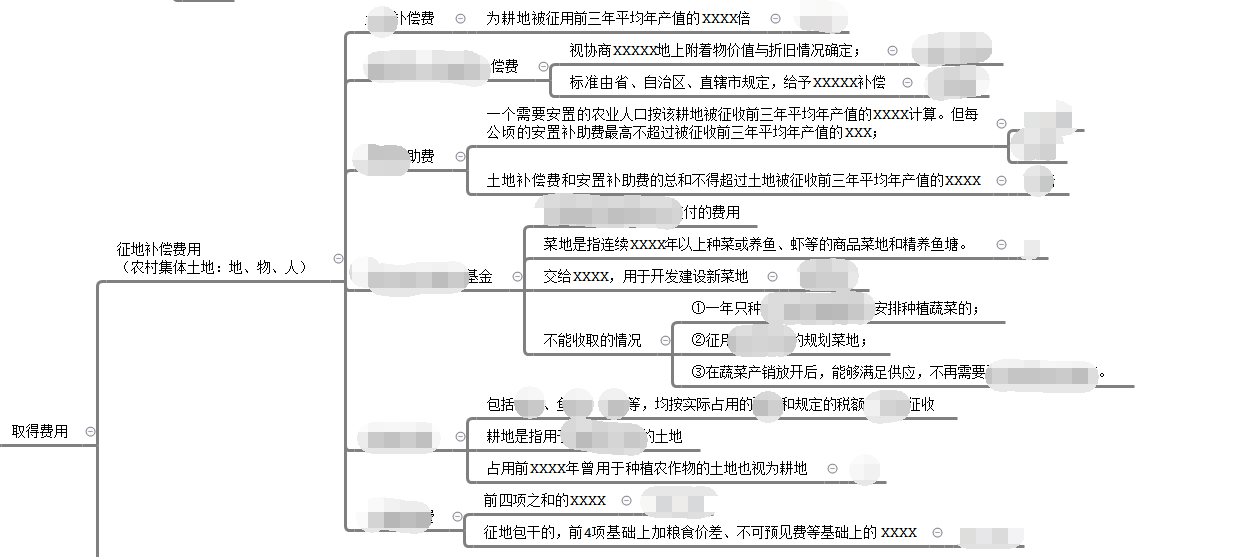 补偿费
为耕地被征用前三年平均年产值的XXXX倍
偿费
视协商XXXXX地上附着物价值与折旧情况确定；
标准由省、自治区、直辖市规定，给予XXXXX补偿
助费
一个需要安置的农业人口按该耕地被征收前三年平均年产值的XXXX计算。但每
公顷的安置补助费最高不超过被征收前三年平均年产值的XXX；
土地补偿费和安置补助费的总和不得超过土地被征收前三年平均年产值的XXXX
征地补偿费用
（农村集体土地：地、物、人）
基金
付的费用
菜地是指连续XXXX年以上种菜或养鱼、虾等的商品菜地和精养鱼塘。
交给XXXX，用于开发建设新菜地
不能收取的情况
①一年只种 安排种植蔬菜的；
②征用 的规划菜地；
③在蔬菜产销放开后，能够满足供应，不再需要 。
取得费用
包括 、鱼 等，均按实际占用的 和规定的税额 征收
耕地是指用于 的土地
占用前XXXX年曾用于种植农作物的土地也视为耕地
费
前四项之和的XXXX
征地包干的，前4项基础上加粮食价差、不可预见费等基础上的 XXXX